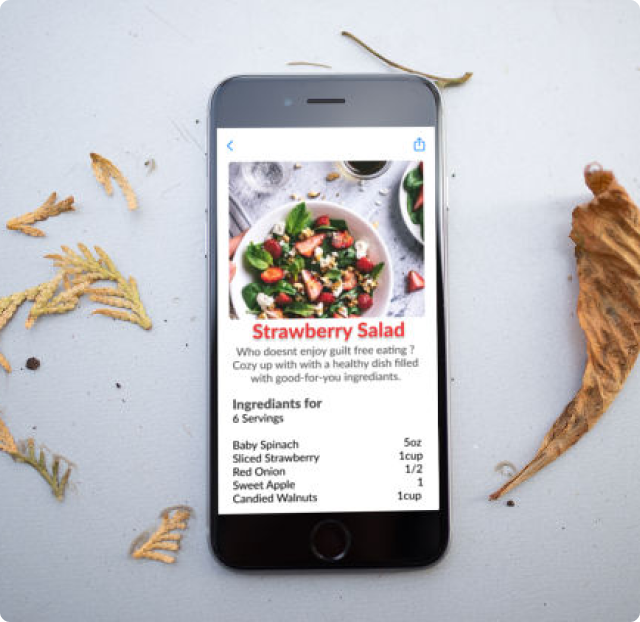 Strawberry Salad
Who doesnt enjoy guilt free eating ?
Cozy up with with a healthy dish filled
with good-for-you ingrediants.
Ingrediants for
6 Servings
Baby Spinach 5oz
Sliced Strawberry 1cup
Red Onion 1/2
Sweet Apple 1
Candied Walnuts 1cup